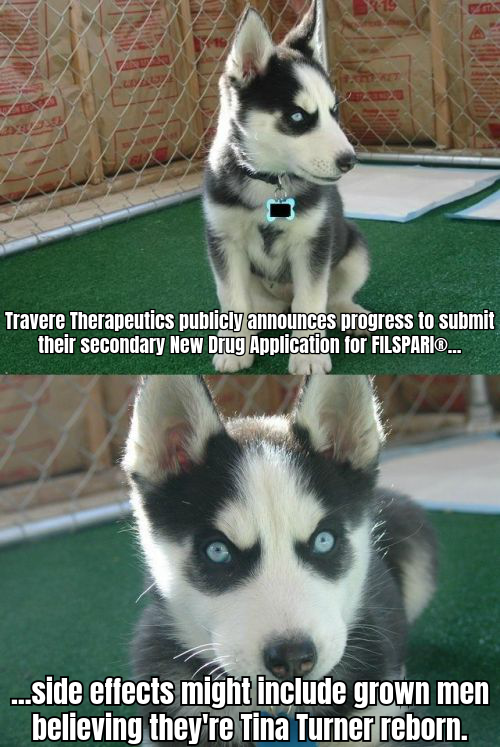 Travere Therapeutics publicly announces progress to submit
their secondary New Drug Application for FILSPARI®...
...side effects might include grown men
believing they're Tina Turner reborn.